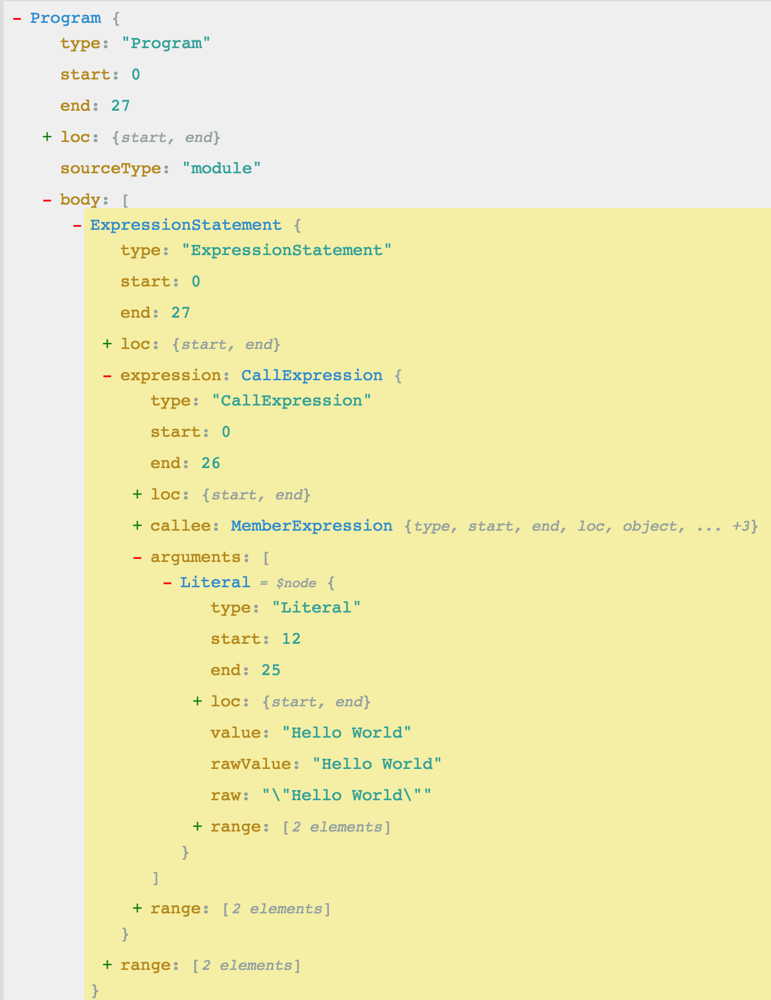 - Program {
type: "Program"
start: 0
end: 27
+ loc: {start, end}
sourceType: "module"
- body: [
- ExpressionStatement {
type: "ExpressionStatement"
start: 0
end: 27
+ loc: {start, end}
- expression: CallExpression {
type: "CallExpression"
start: 0
end: 26
+ loc: {start, end}
+ callee: MemberExpression {type, start, end, loc, object, ... +3}
- arguments: [
- Literal = $node {
type: "Literal"
start: 12
end: 25
+ loc: {start, end}
value: "Hello World"
rawValue: "Hello World"
raw: "\"Hello World\""
+ range: [2 elements]
}
]
+ range: [2 elements]
}
+ range: [2 elements]
}